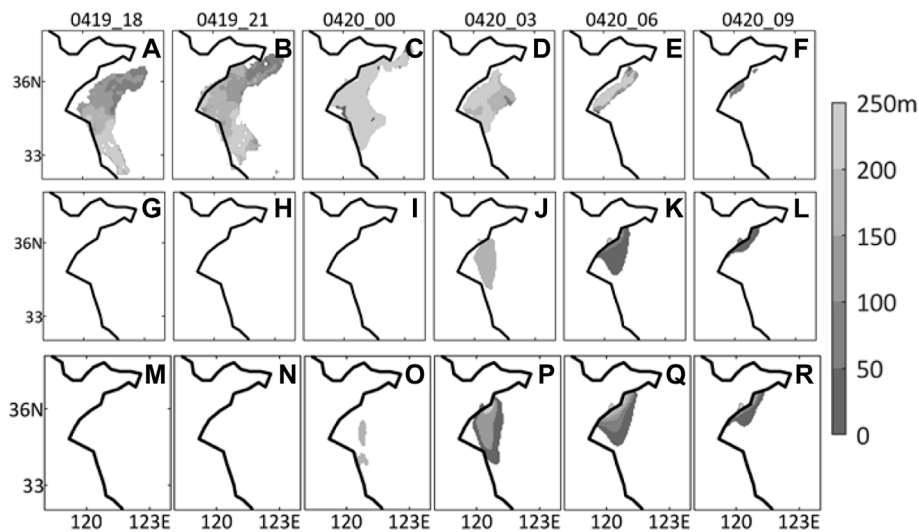 0419_18 0419_21 0420_00 0420_03 0420_06 0420_09
A B C D E F
36N
33
250m
200
150
100
50
0
G H I J K L
36N
33
M N O P Q R
36N
33
120 123E 120 123E 120 123E 120 123E 120 123E 120 123E